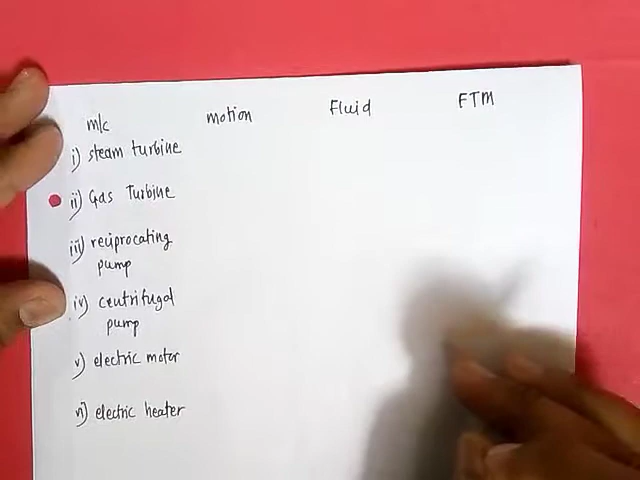 m/c motion Fluid FTM
i) steam turbine
ii) Gas Turbine
iii) reciprocating
pump
iv) centrifugal
pump
v) electric motor
vi) electric heater